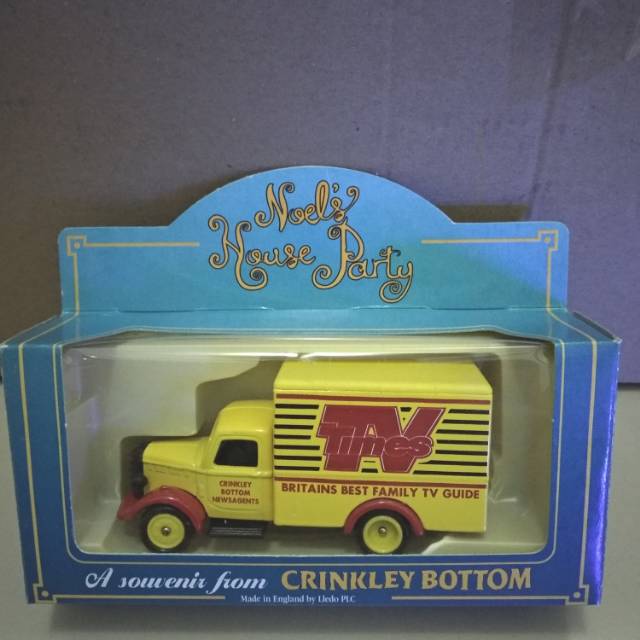 Noel's
House Party
TV
Times
CRINKLEY
BOTTOM
NEWSAGENTS
BRITAINS BEST FAMILY TV GUIDE
A souvenir from CRINKLEY BOTTOM
Made in England by Lledo PLC